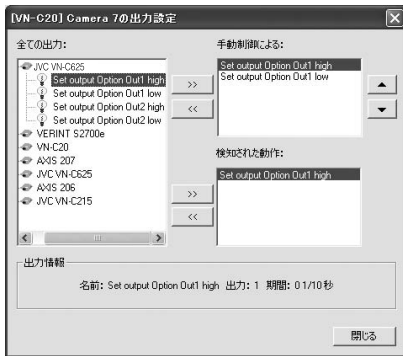 [VN-C20] Camera 7の出力設定
全ての出力:
JVC VN-C625
Set output Option Out1 high
Set output Option Out1 low
Set output Option Out2 high
Set output Option Out2 low
VERINT S2700e
VN-C20
AXIS 207
JVC VN-C625
AXIS 206
JVC VN-C215
>>
<<
>>
<<
手動制御による:
Set output Option Out1 high
Set output Option Out1 low
検知された動作:
Set output Option Out1 high
出力情報
名前: Set output Option Out1 high 出力: 1 期間: 0 1/10 秒
閉じる